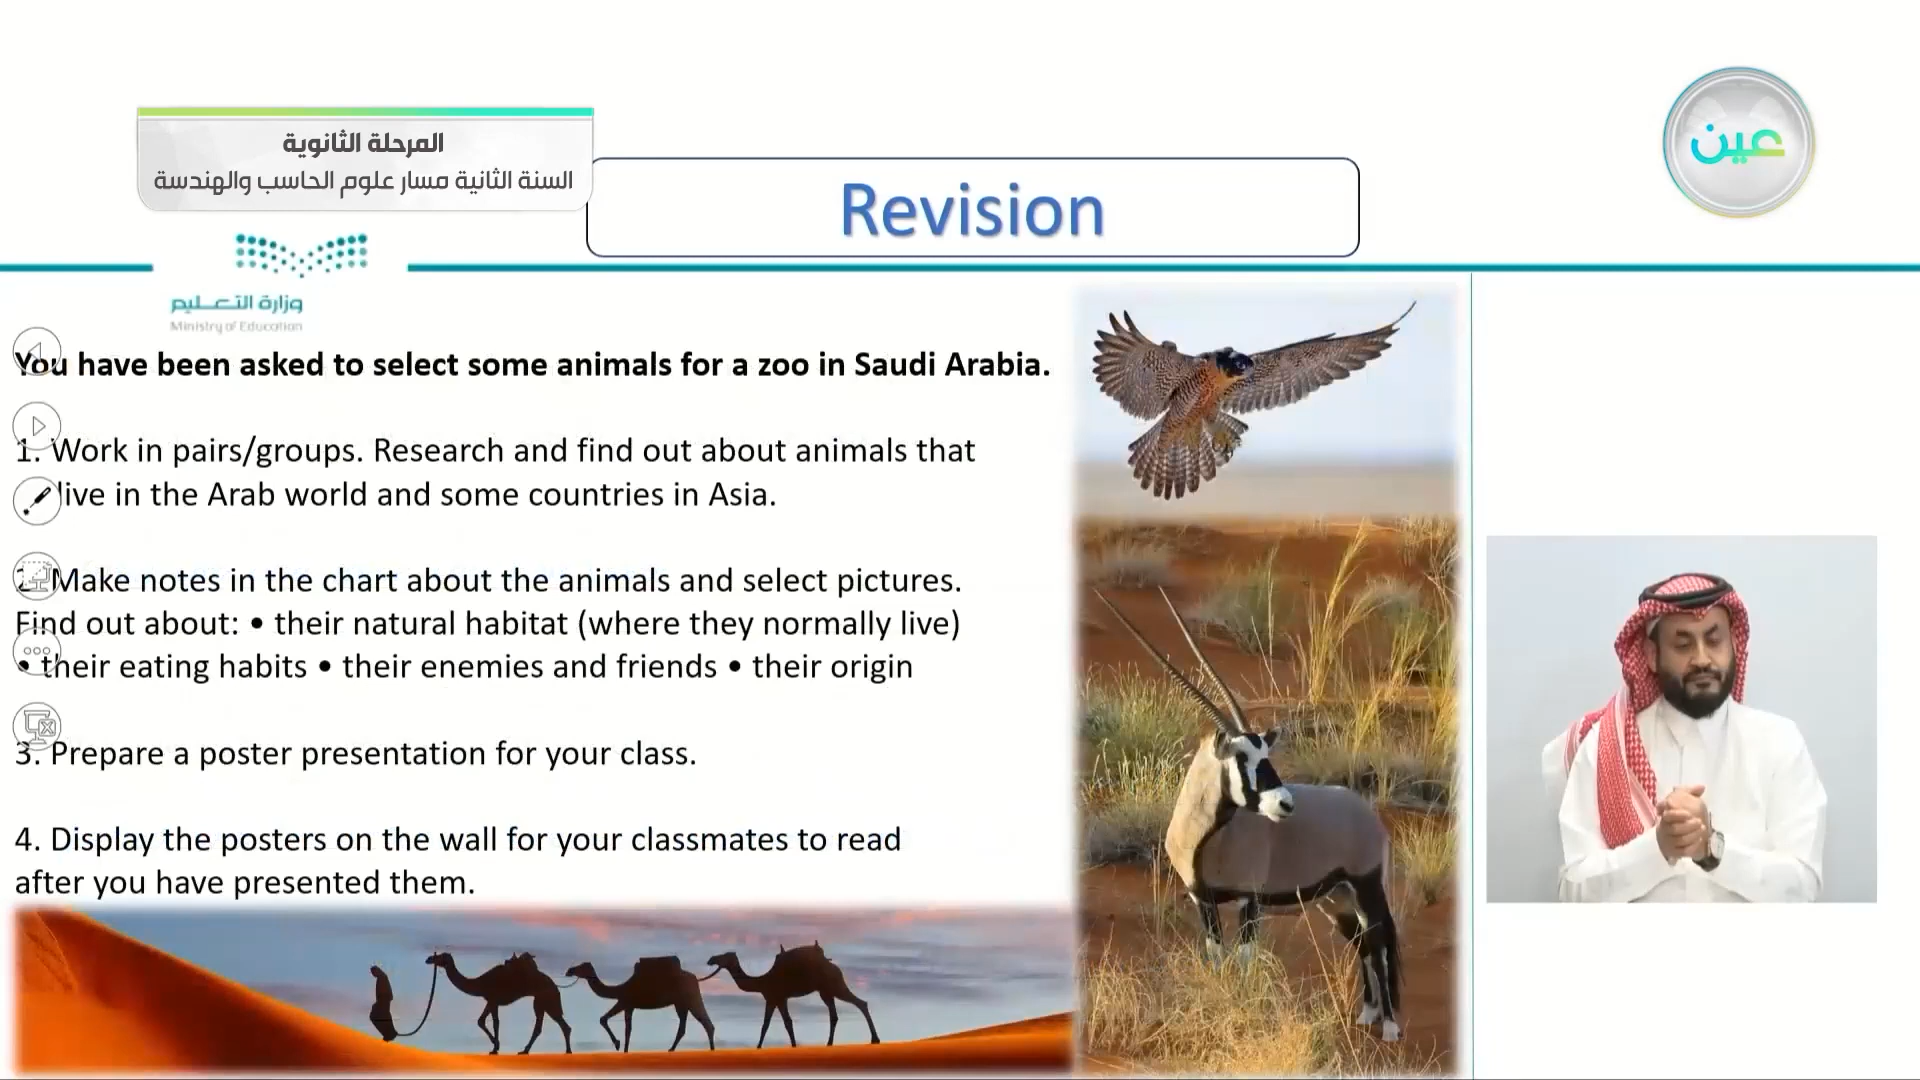 المرحلة الثانوية
السنة الثانية مسار علوم الحاسب والهندسة
عين
Revision
وزارة التعليم
Ministry of Education
You have been asked to select some animals for a zoo in Saudi Arabia.
1. Work in pairs/groups. Research and find out about animals that
live in the Arab world and some countries in Asia.
2. Make notes in the chart about the animals and select pictures.
Find out about: • their natural habitat (where they normally live)
• their eating habits • their enemies and friends • their origin
3. Prepare a poster presentation for your class.
4. Display the posters on the wall for your classmates to read
after you have presented them.